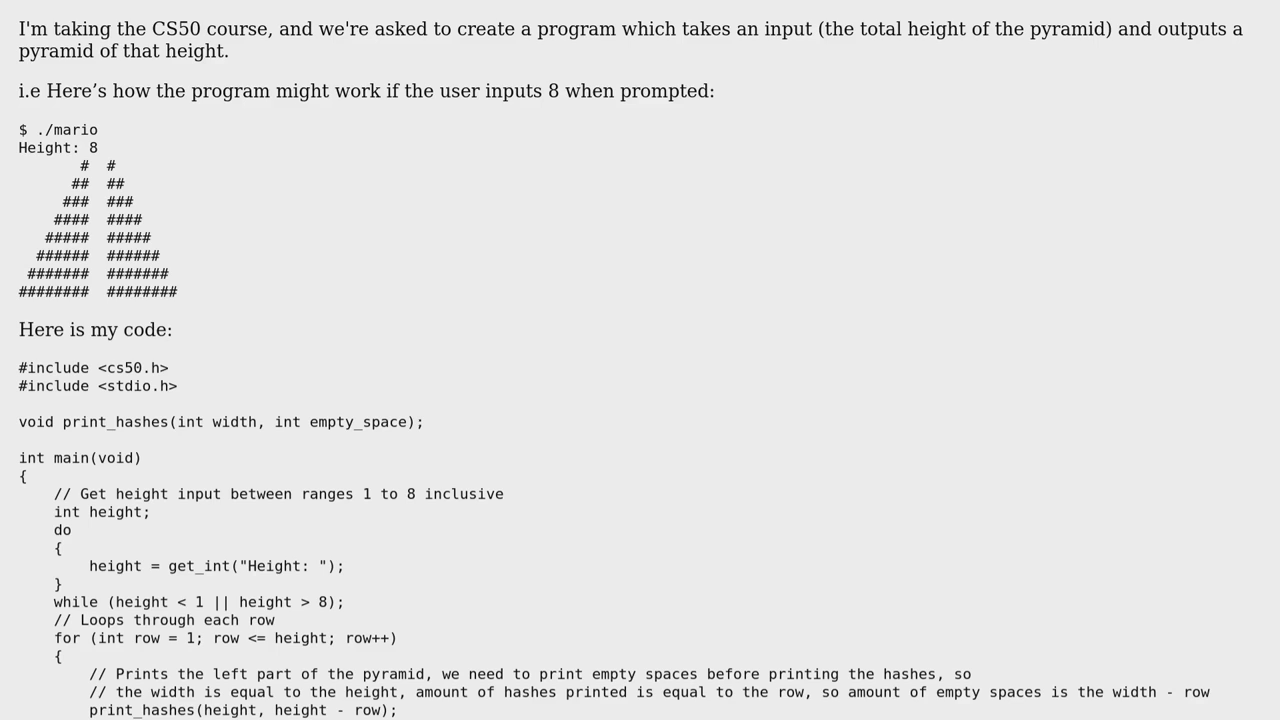 I'm taking the CS50 course, and we're asked to create a program which takes an input (the total height of the pyramid) and outputs a
pyramid of that height.
i.e Here’s how the program might work if the user inputs 8 when prompted:
$ ./mario
Height: 8
       #  #
      ##  ##
     ###  ###
    ####  ####
   #####  #####
  ######  ######
 #######  #######
########  ########
Here is my code:
#include <cs50.h>
#include <stdio.h>
void print_hashes(int width, int empty_space);
int main(void)
{
    // Get height input between ranges 1 to 8 inclusive
    int height;
    do
    {
        height = get_int("Height: ");
    }
    while (height < 1 || height > 8);
    // Loops through each row
    for (int row = 1; row <= height; row++)
    {
        // Prints the left part of the pyramid, we need to print empty spaces before printing the hashes, so
        // the width is equal to the height, amount of hashes printed is equal to the row, so amount of empty spaces is the width - row
        print_hashes(height, height - row);